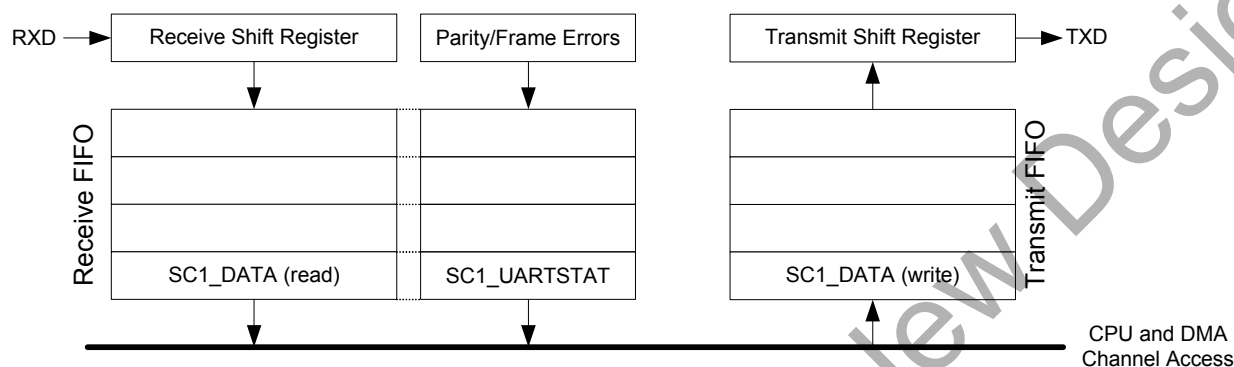 RXD
Receive Shift Register
Parity/Frame Errors
Transmit Shift Register
TXD
Receive FIFO
Transmit FIFO
SC1_DATA (read)
SC1_UARTSTAT
SC1_DATA (write)
CPU and DMA
Channel Access